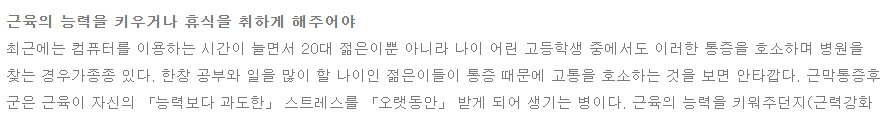 근육의 능력을 키우거나 휴식을 취하게 해주어야
최근에는 컴퓨터를 이용하는 시간이 늘면서 20대 젊은이뿐 아니라 나이 어린 고등학생 중에서도 이러한 통증을 호소하며 병원을
찾는 경우가종종 있다. 한창 공부와 일을 많이 할 나이인 젊은이들이 통증 때문에 고통을 호소하는 것을 보면 안타깝다. 근막통증후
군은 근육이 자신의 「능력보다 과도한」 스트레스를 「오랫동안」 받게 되어 생기는 병이다. 근육의 능력을 키워주던지(근력강화